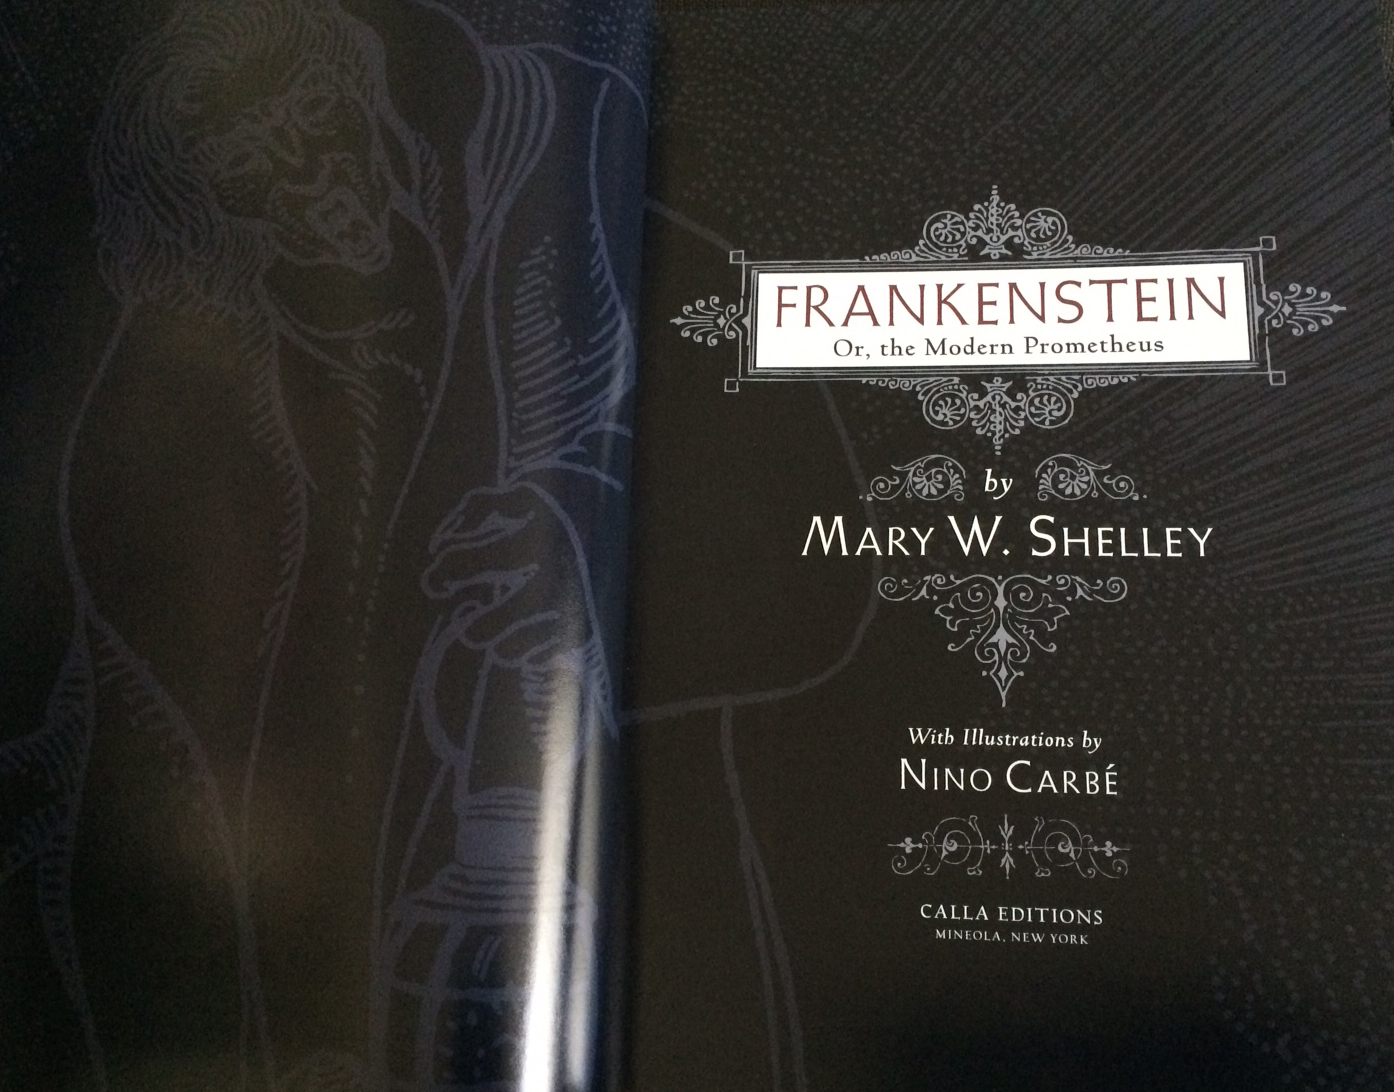 FRANKENSTEIN
Or, the Modern Prometheus
by
MARY W. SHELLEY
With Illustrations by
NINO CARBÉ
CALLA EDITIONS
MINEOLA, NEW YORK